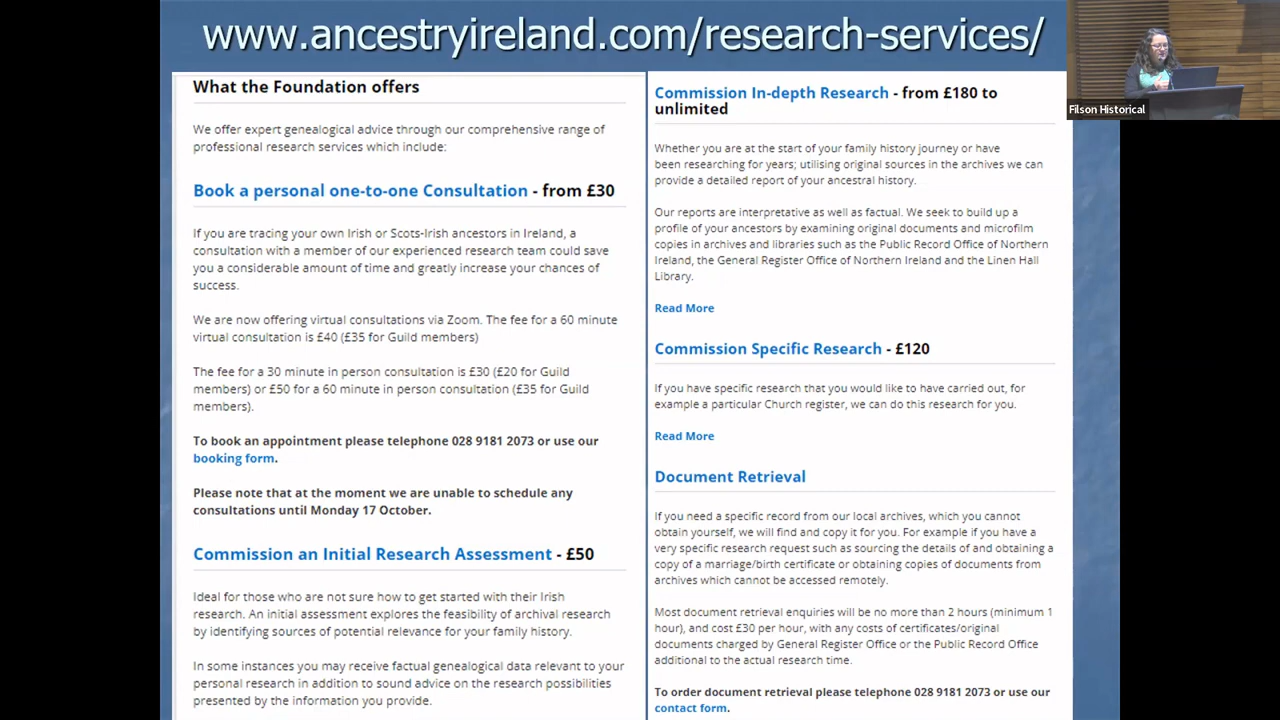 www.ancestryireland.com/research-services/
What the Foundation offers
We offer expert genealogical advice through our comprehensive range of
professional research services which include:
Book a personal one-to-one Consultation - from £30
If you are tracing your own Irish or Scots-Irish ancestors in Ireland, a
consultation with a member of our experienced research team could save
you a considerable amount of time and greatly increase your chances of
success.
We are now offering virtual consultations via Zoom. The fee for a 60 minute
virtual consultation is £40 (£35 for Guild members)
The fee for a 30 minute in person consultation is £30 (£20 for Guild
members) or £50 for a 60 minute in person consultation (£35 for Guild
members).
To book an appointment please telephone 028 9181 2073 or use our
booking form.
Please note that at the moment we are unable to schedule any
consultations until Monday 17 October.
Commission an Initial Research Assessment - £50
Ideal for those who are not sure how to get started with their Irish
research. An initial assessment explores the feasibility of archival research
by identifying sources of potential relevance for your family history.
In some instances you may receive factual genealogical data relevant to your
personal research in addition to sound advice on the research possibilities
presented by the information you provide.
Commission In-depth Research - from £180 to
unlimited
Whether you are at the start of your family history journey or have
been researching for years; utilising original sources in the archives we can
provide a detailed report of your ancestral history.
Our reports are interpretative as well as factual. We seek to build up a
profile of your ancestors by examining original documents and microfilm
copies in archives and libraries such as the Public Record Office of Northern
Ireland, the General Register Office of Northern Ireland and the Linen Hall
Library.
Read More
Commission Specific Research - £120
If you have specific research that you would like to have carried out, for
example a particular Church register, we can do this research for you.
Read More
Document Retrieval
If you need a specific record from our local archives, which you cannot
obtain yourself, we will find and copy it for you. For example if you have a
very specific research request such as sourcing the details of and obtaining a
copy of a marriage/birth certificate or obtaining copies of documents from
archives which cannot be accessed remotely.
Most document retrieval enquiries will be no more than 2 hours (minimum 1
hour), and cost £30 per hour, with any costs of certificates/original
documents charged by General Register Office or the Public Record Office
additional to the actual research time.
To order document retrieval please telephone 028 9181 2073 or use our
contact form.
Filson Historical